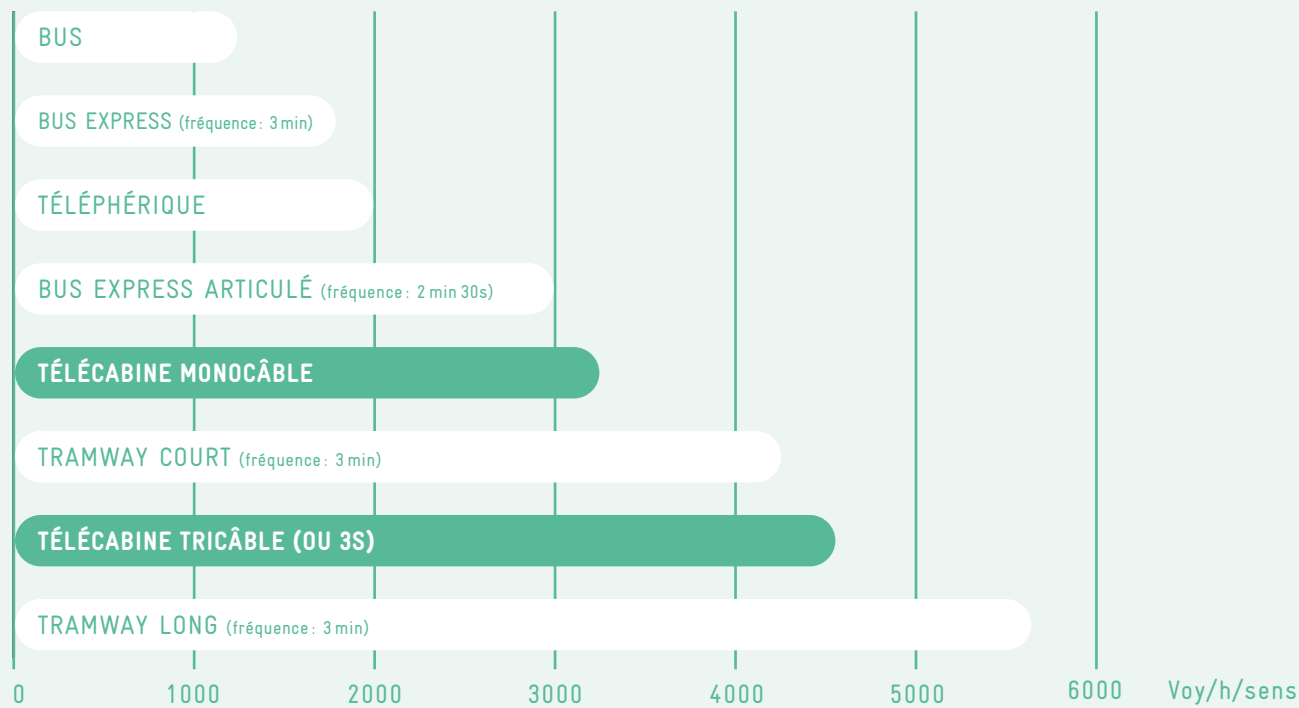 BUS
BUS EXPRESS (fréquence: 3 min)
TÉLÉPHÉRIQUE
BUS EXPRESS ARTICULÉ (fréquence: 2 min 30s)
TÉLÉCABINE MONOCÂBLE
TRAMWAY COURT (fréquence: 3 min)
TÉLÉCABINE TRICÂBLE (OU 3S)
TRAMWAY LONG (fréquence: 3 min)
0 1000 2000 3000 4000 5000 6000 Voy/h/sens